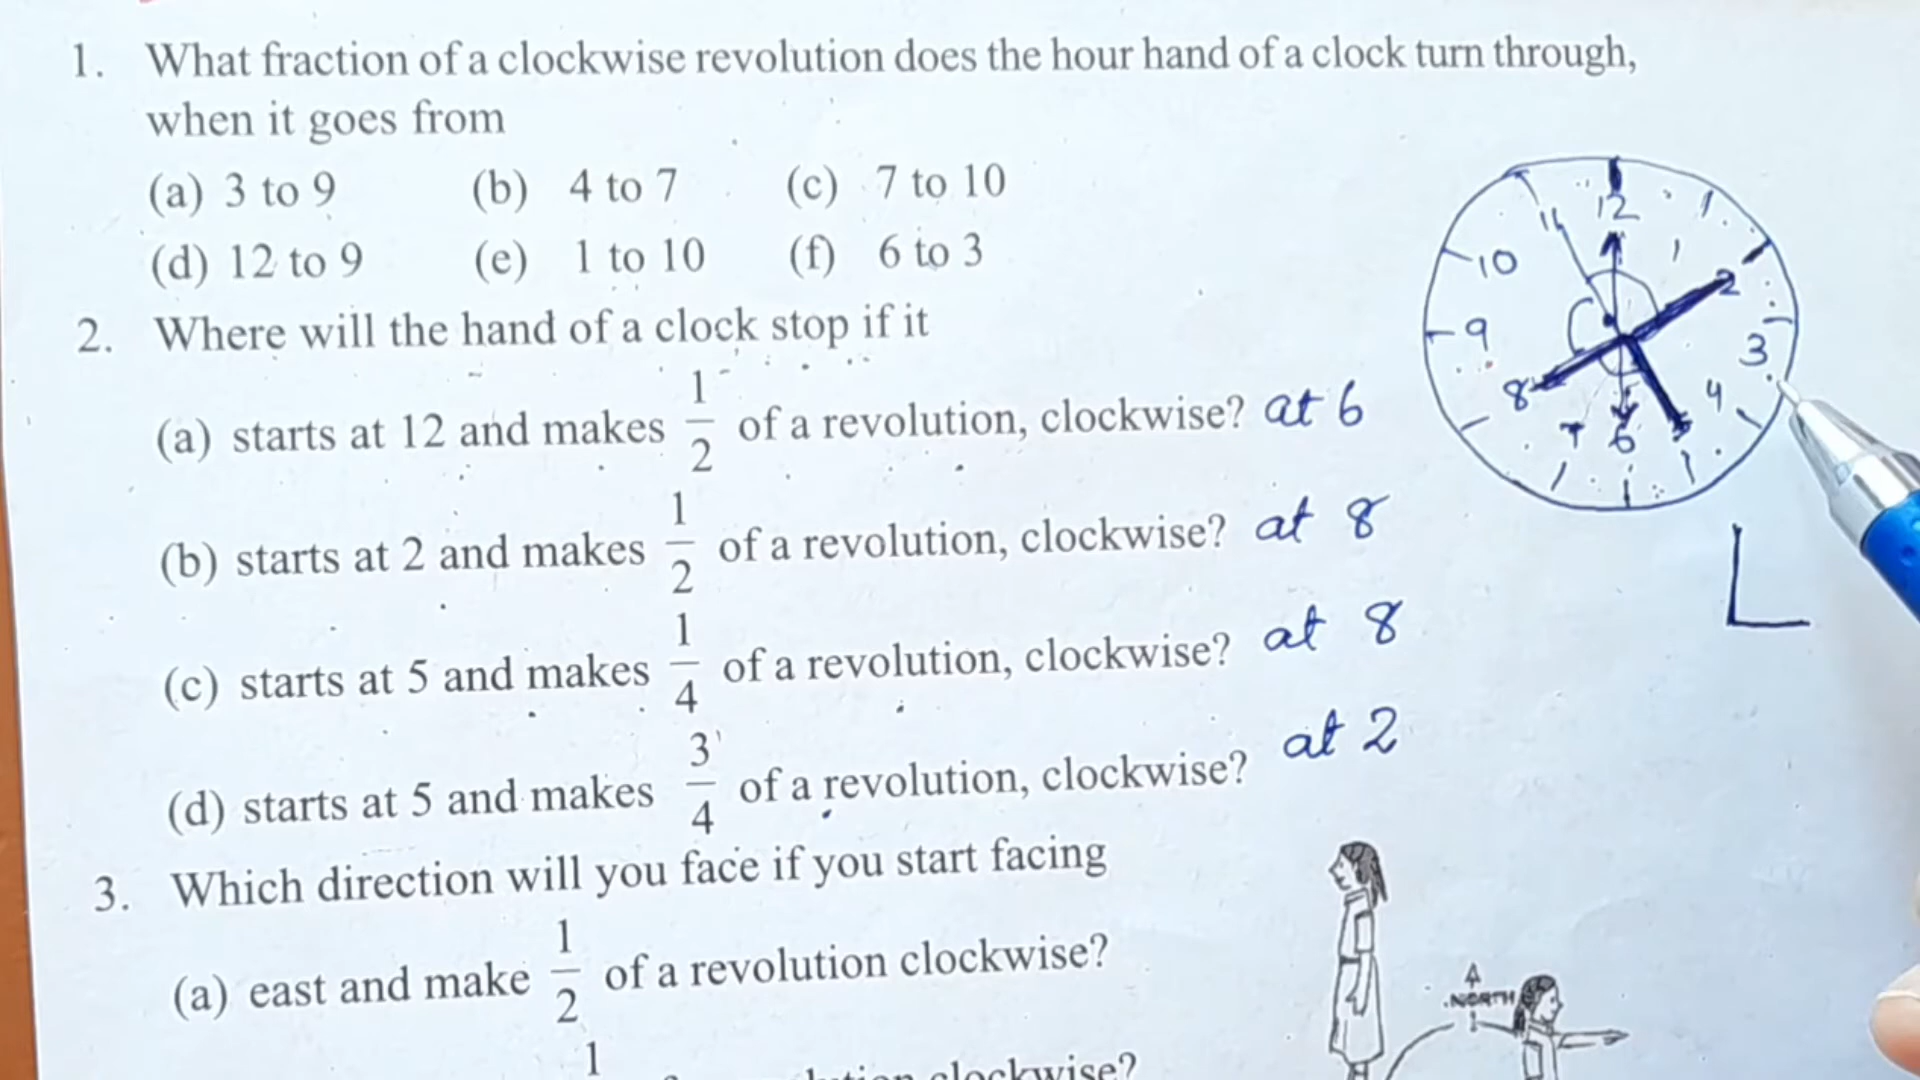 1. What fraction of a clockwise revolution does the hour hand of a clock turn through,
when it goes from
(a) 3 to 9 (b) 4 to 7 (c) 7 to 10
(d) 12 to 9 (e) 1 to 10 (f) 6 to 3
2. Where will the hand of a clock stop if it
(a) starts at 12 and makes 1/2 of a revolution, clockwise? at 6
(b) starts at 2 and makes 1/2 of a revolution, clockwise? at 8
(c) starts at 5 and makes 1/4 of a revolution, clockwise? at 8
(d) starts at 5 and makes 3/4 of a revolution, clockwise? at 2
3. Which direction will you face if you start facing
(a) east and make 1/2 of a revolution clockwise?
1
clockwise?
12
11
1
10
2
9
3
8
4
7
6
5
NORTH